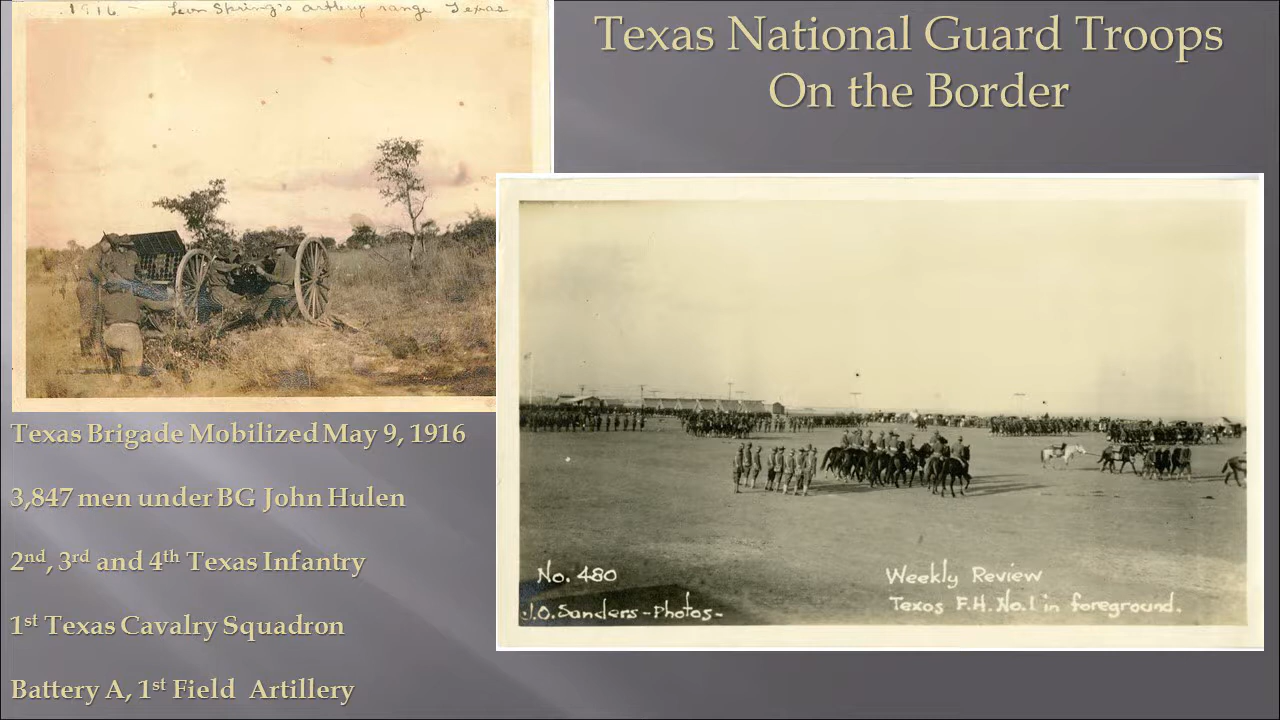 1916 - Leon Spring's artlery range Texas
Texas National Guard Troops
On the Border
Texas Brigade Mobilized May 9, 1916
3,847 men under BG John Hulen
2nd, 3rd and 4th Texas Infantry
1st Texas Cavalry Squadron
Battery A, 1st Field Artillery
No. 480
J.O. Sanders-Photos-
Weekly Review
Texas F.H. No.1 in foreground.